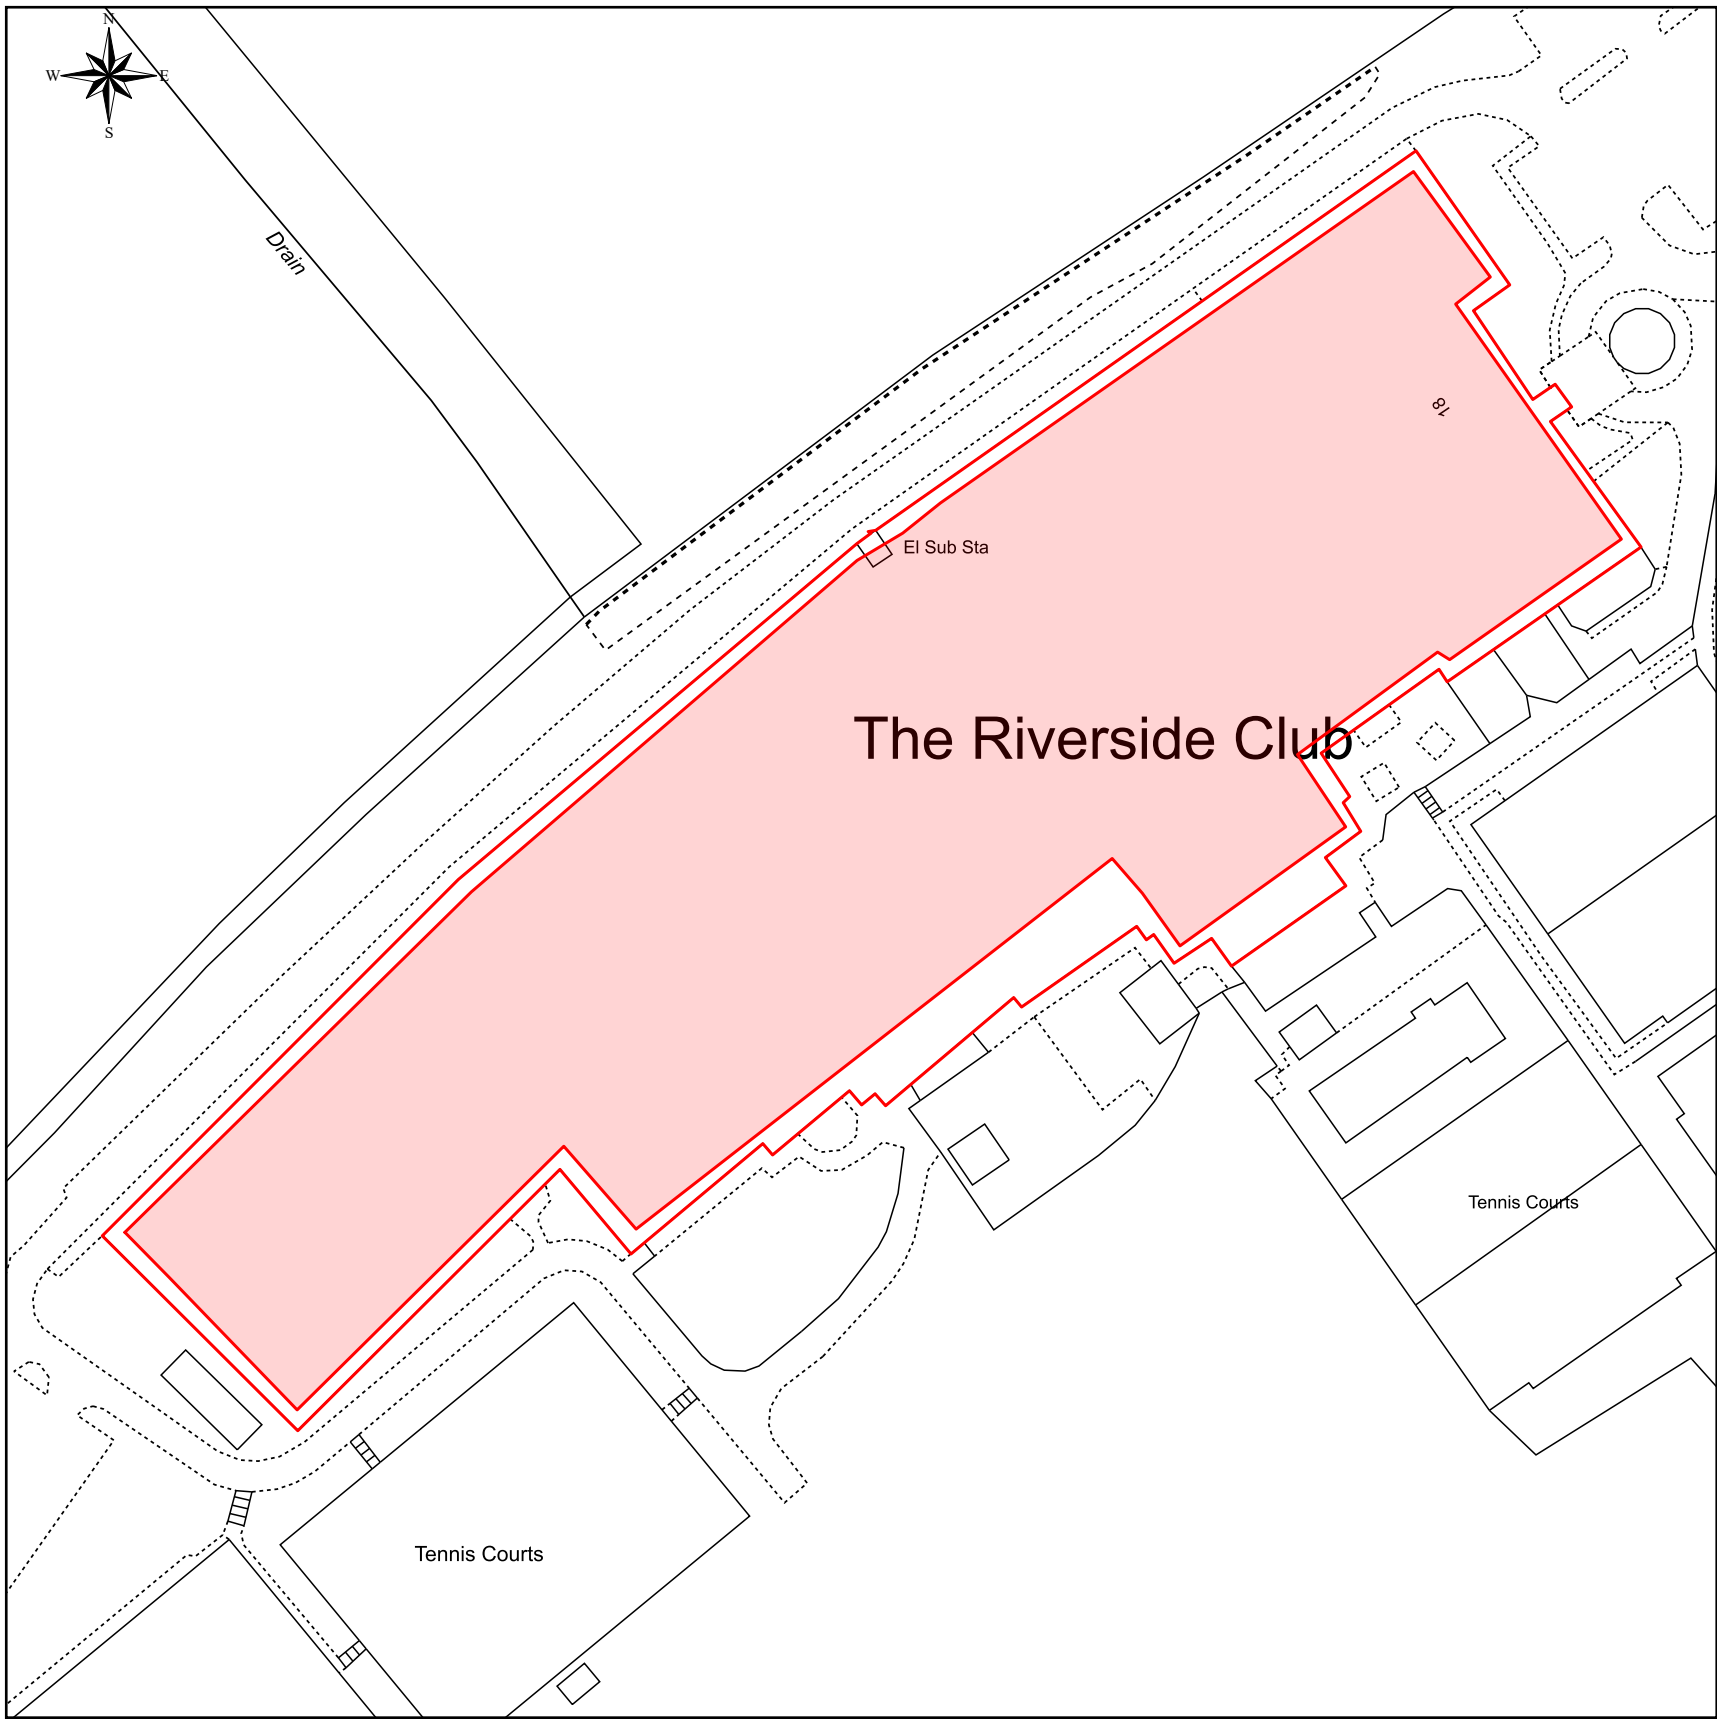 N
W E
S
Drain
18
El Sub Sta
The Riverside Club
Tennis Courts
Tennis Courts